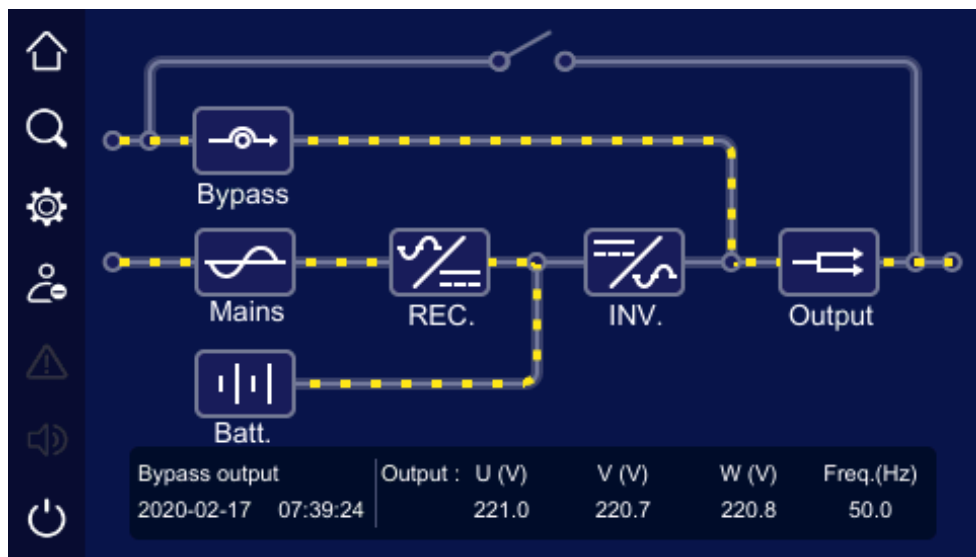 Bypass
Mains
REC.
INV.
Output
Batt.
Bypass output
Output : U (V) V (V) W (V) Freq.(Hz)
2020-02-17 07:39:24
221.0 220.7 220.8 50.0